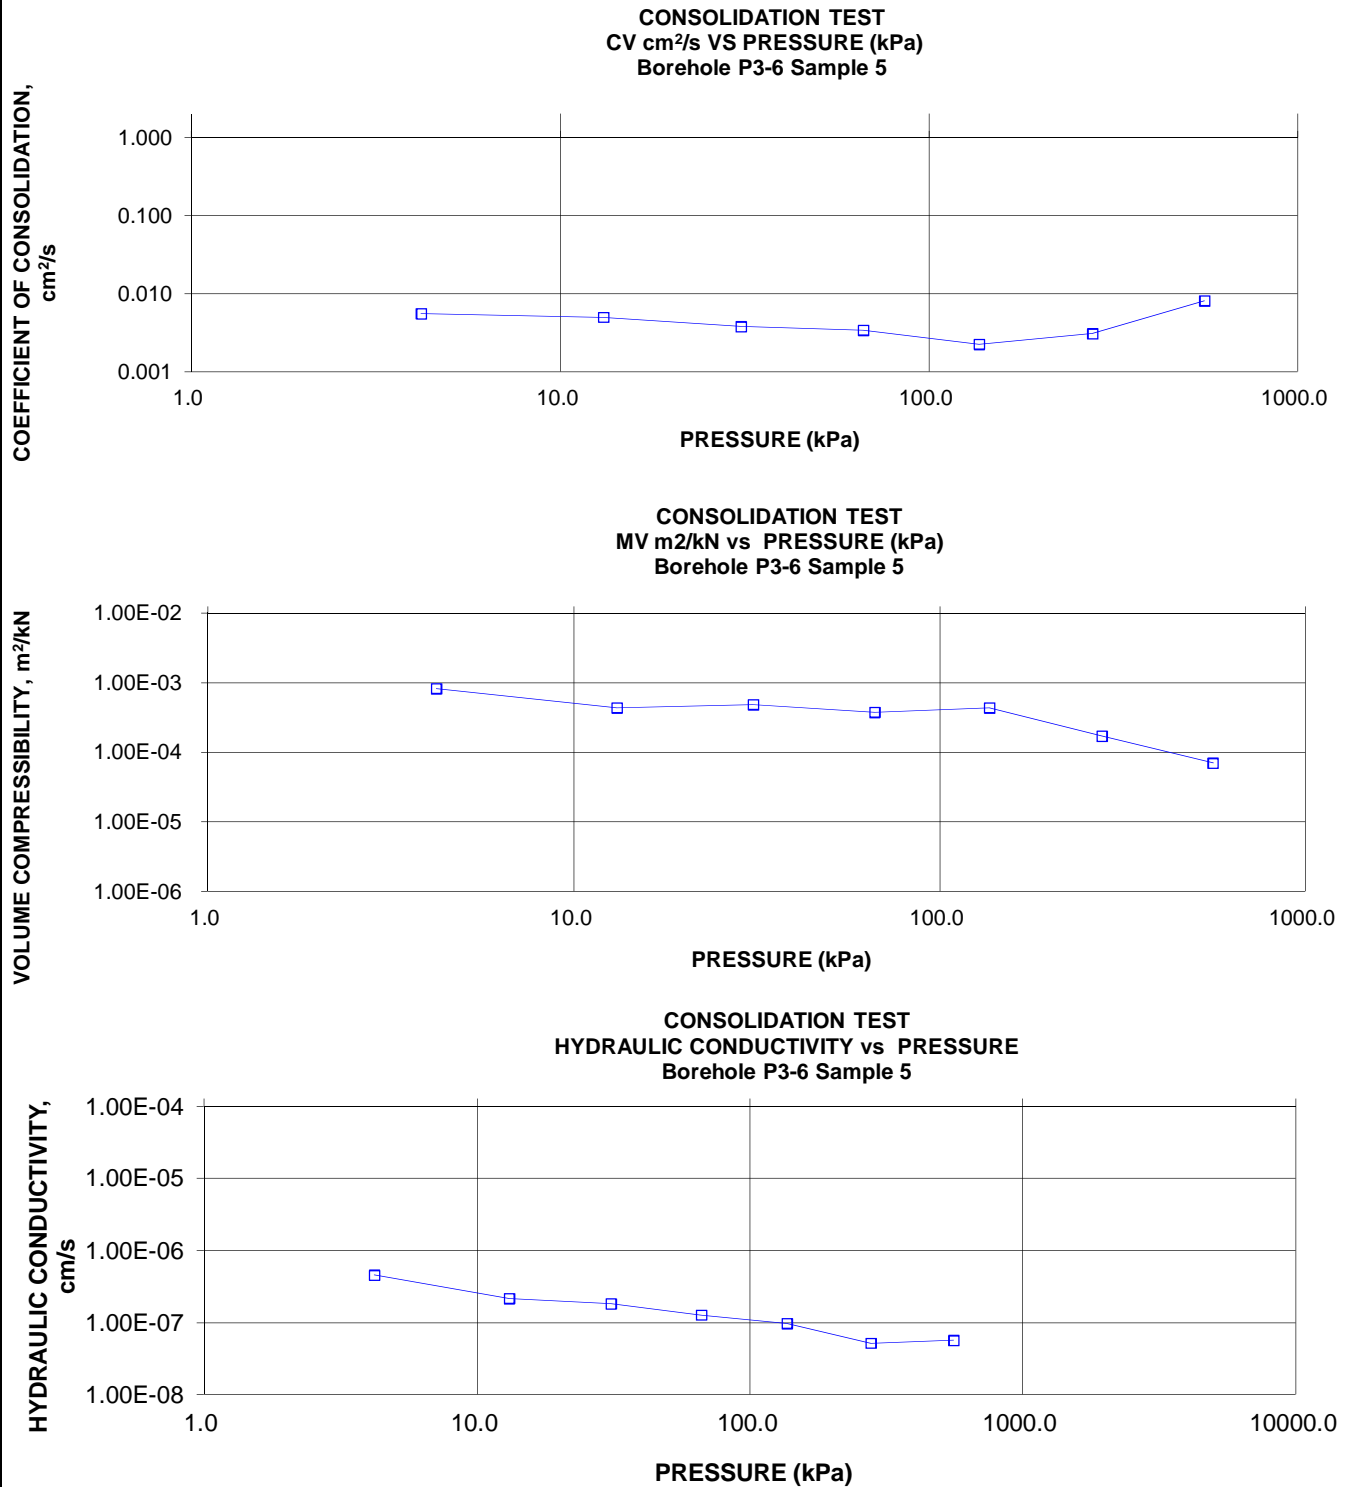 CONSOLIDATION TEST
CV cm²/s VS PRESSURE (kPa)
Borehole P3-6 Sample 5
COEFFICIENT OF CONSOLIDATION,
cm²/s
1.000
0.100
0.010
0.001
1.0 10.0 100.0 1000.0
PRESSURE (kPa)
CONSOLIDATION TEST
MV m2/kN vs PRESSURE (kPa)
Borehole P3-6 Sample 5
VOLUME COMPRESSIBILITY, m²/kN
1.00E-02
1.00E-03
1.00E-04
1.00E-05
1.00E-06
1.0 10.0 100.0 1000.0
PRESSURE (kPa)
CONSOLIDATION TEST
HYDRAULIC CONDUCTIVITY vs PRESSURE
Borehole P3-6 Sample 5
HYDRAULIC CONDUCTIVITY,
cm/s
1.00E-04
1.00E-05
1.00E-06
1.00E-07
1.00E-08
1.0 10.0 100.0 1000.0 10000.0
PRESSURE (kPa)